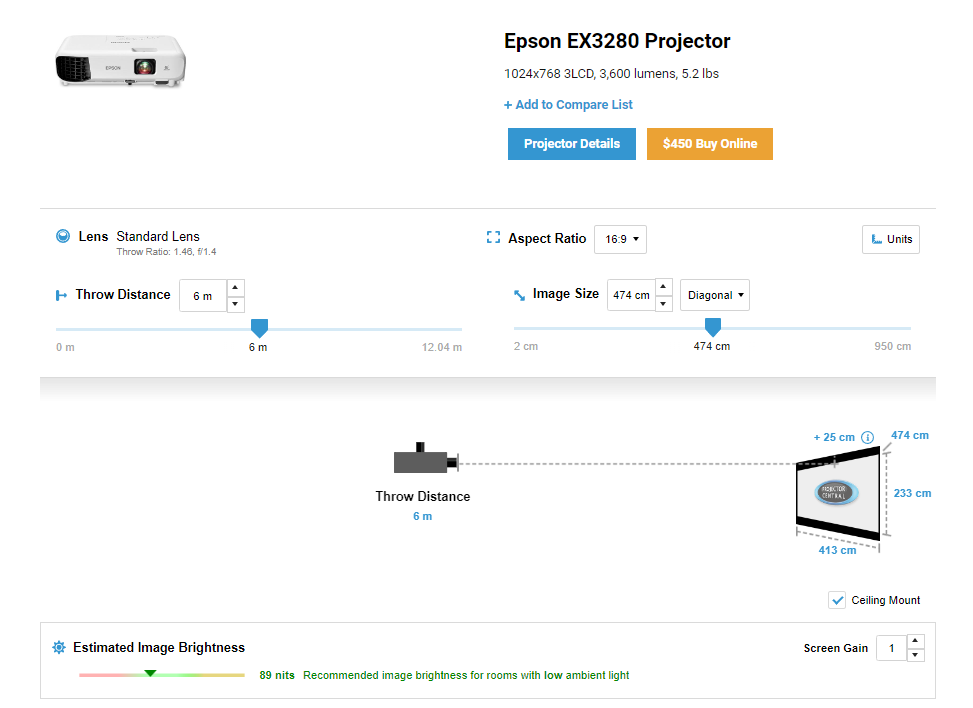 Epson EX3280 Projector
1024x768 3LCD, 3,600 lumens, 5.2 lbs
+ Add to Compare List
Projector Details
$450 Buy Online
EPSON
Lens Standard Lens
Throw Ratio: 1.46, f/1.4
Aspect Ratio 16:9
Units
Throw Distance 6 m
Image Size 474 cm Diagonal
0 m 6 m 12.04 m
2 cm 474 cm 950 cm
+ 25 cm 474 cm
Throw Distance
6 m
PROJECTOR
CENTRAL
233 cm
413 cm
Ceiling Mount
Estimated Image Brightness
Screen Gain 1
89 nits Recommended image brightness for rooms with low ambient light